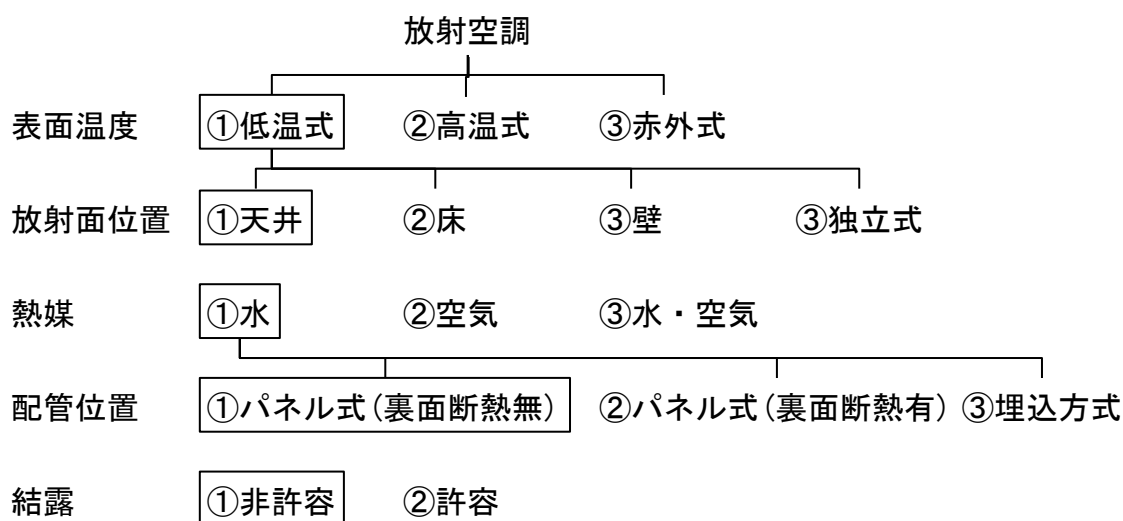 放射空調
表面温度 ①低温式 ②高温式 ③赤外式
放射面位置 ①天井 ②床 ③壁 ③独立式
熱媒 ①水 ②空気 ③水・空気
配管位置 ①パネル式(裏面断熱無) ②パネル式(裏面断熱有) ③埋込方式
結露 ①非許容 ②許容